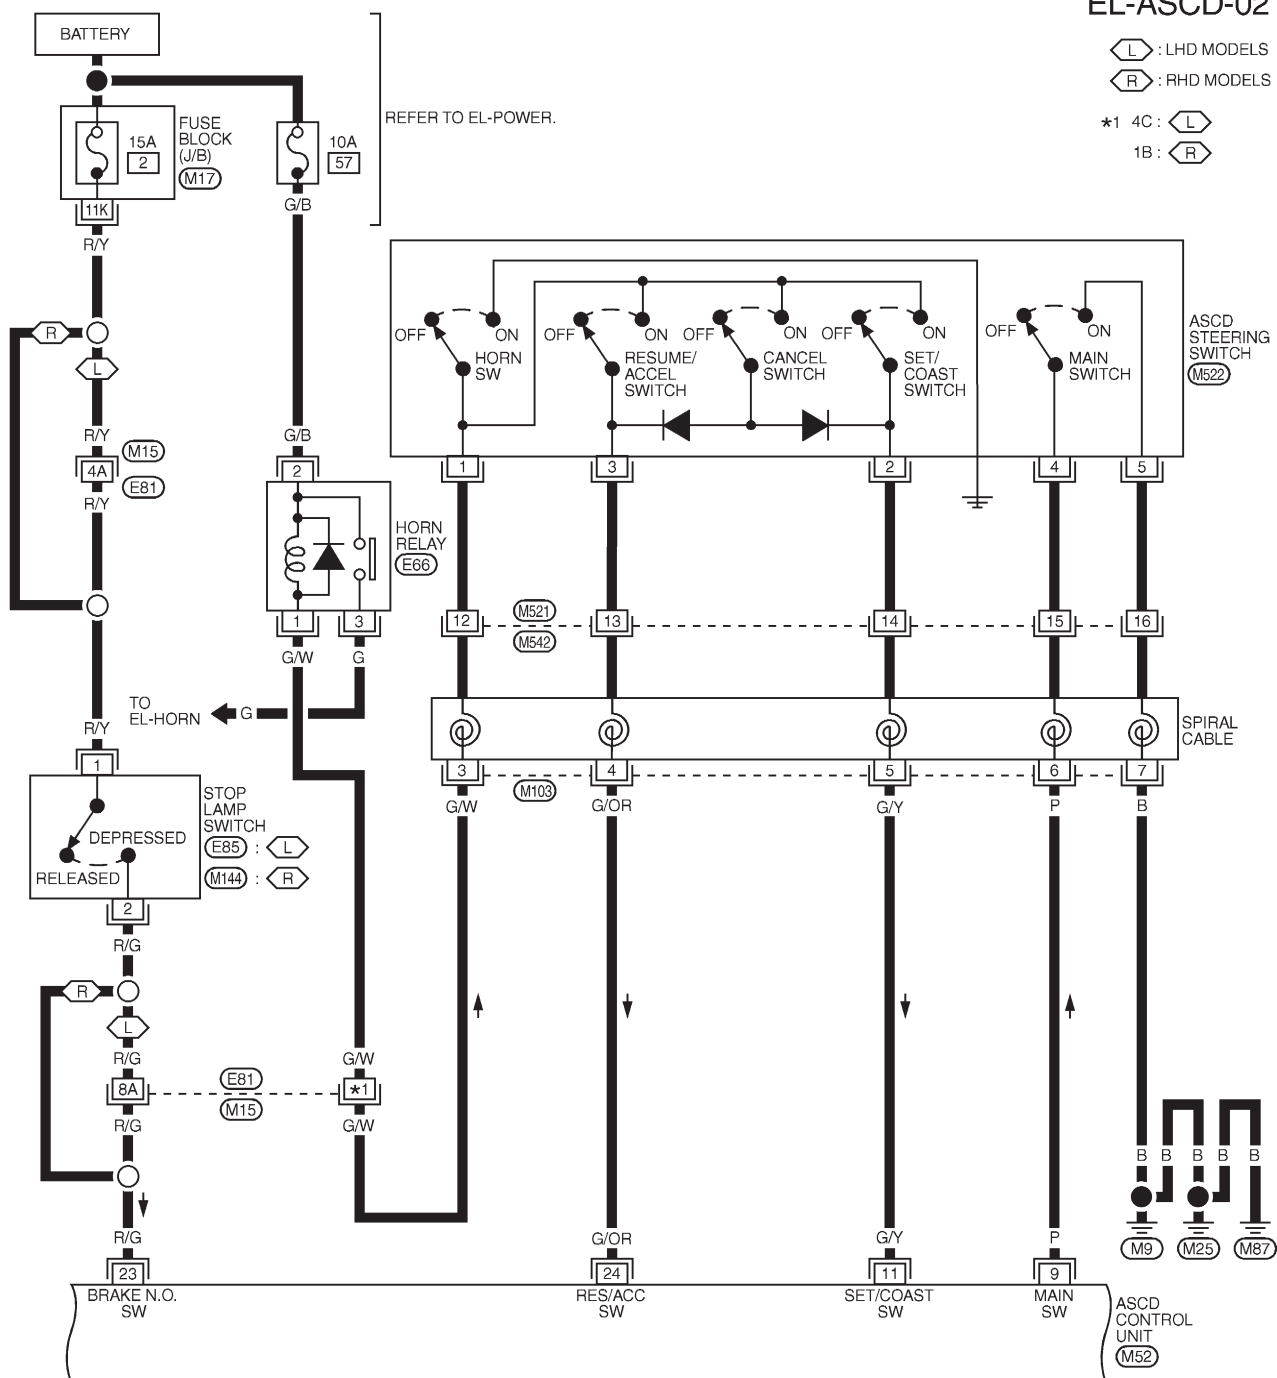 EL-ASCD-02
BATTERY
L : LHD MODELS
R : RHD MODELS
*1 4C : L
1B : R
REFER TO EL-POWER.
15A
2
FUSE
BLOCK
(J/B)
M17
10A
57
11K
G/B
R/Y
R
L
R/Y
M15
4A
E81
R/Y
G/B
2
HORN
RELAY
E66
1
3
G/W
G
TO
EL-HORN
G
R/Y
1
STOP
LAMP
SWITCH
E85 : L
M144 : R
DEPRESSED
RELEASED
2
R/G
R
L
R/G
G/W
8A
E81
M15
*1
R/G
G/W
R/G
23
BRAKE N.O.
SW
OFF
ON
HORN
SW
OFF
ON
RESUME/
ACCEL
SWITCH
OFF
ON
CANCEL
SWITCH
OFF
ON
SET/
COAST
SWITCH
OFF
ON
MAIN
SWITCH
ASCD
STEERING
SWITCH
M522
1
3
2
4
5
12
M521
M542
13
14
15
16
SPIRAL
CABLE
3
M103
4
5
6
7
G/W
G/OR
G/Y
P
B
B
B
B
B
B
M9
M25
M87
G/OR
G/Y
P
24
11
9
RES/ACC
SW
SET/COAST
SW
MAIN
SW
ASCD
CONTROL
UNIT
M52